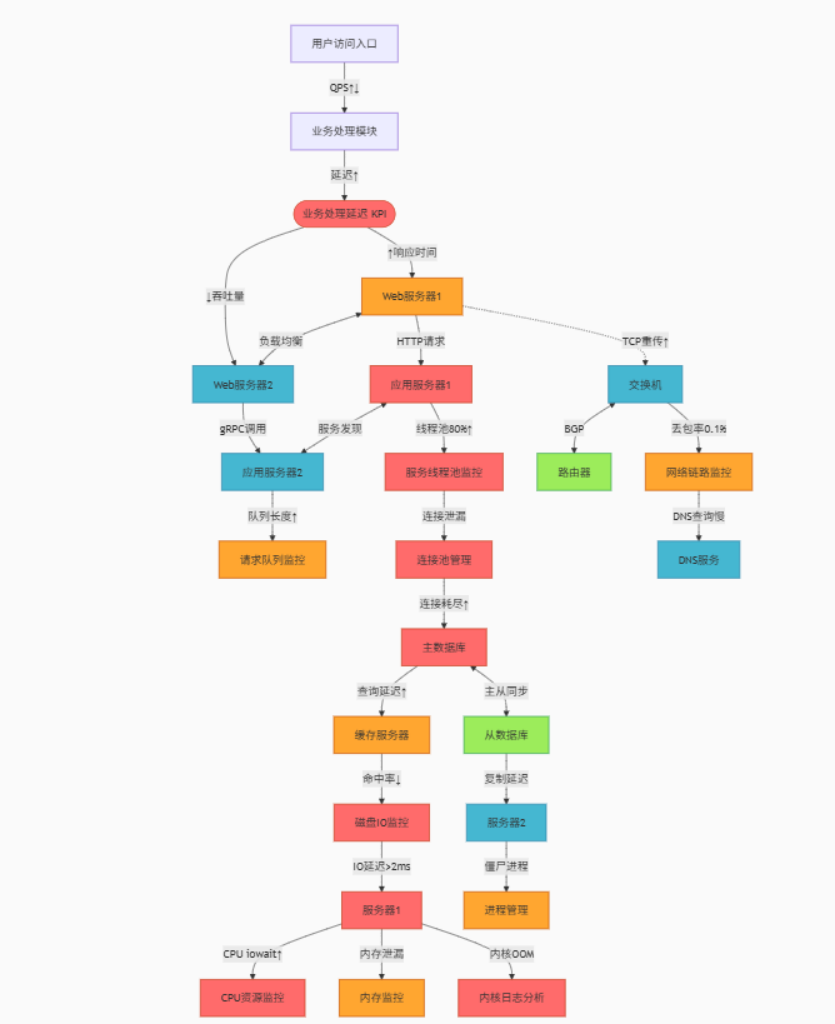 用户访问入口
QPS↑↓
业务处理模块
延迟↑
业务处理延迟 KPI
↑响应时间
↓吞吐量
Web服务器1
负载均衡
HTTP请求
TCP重传↑
Web服务器2
应用服务器1
交换机
gRPC调用
服务发现
线程池80%↑
BGP
丢包率0.1%
应用服务器2
服务线程池监控
路由器
网络链路监控
队列长度↑
连接泄漏
DNS查询慢
请求队列监控
连接池管理
DNS服务
连接耗尽↑
主数据库
查询延迟↑
主从同步
缓存服务器
从数据库
命中率↓
复制延迟
磁盘IO监控
服务器2
IO延迟>2ms
僵尸进程
服务器1
进程管理
CPU iowait↑
内存泄漏
内核OOM
CPU资源监控
内存监控
内核日志分析